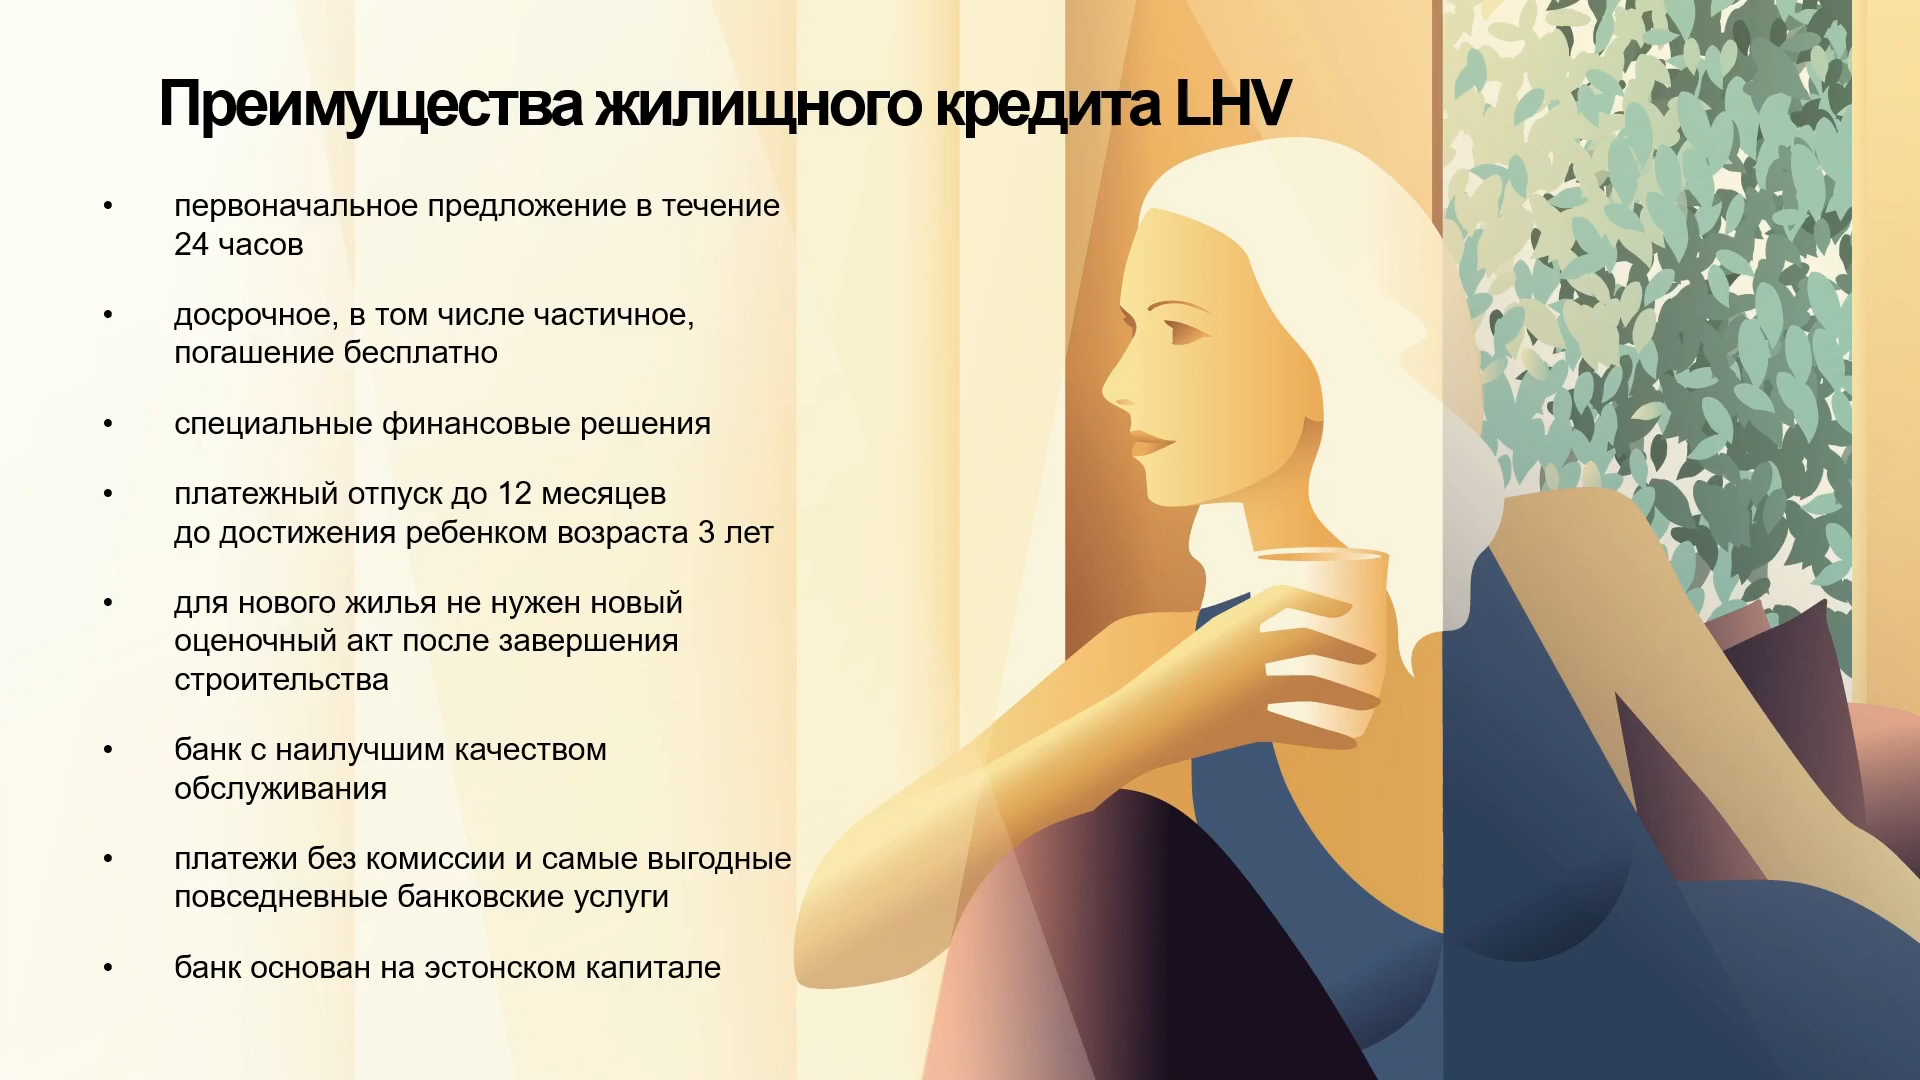 Преимущества жилищного кредита LHV
• первоначальное предложение в течение
24 часов
• досрочное, в том числе частичное,
погашение бесплатно
• специальные финансовые решения
• платежный отпуск до 12 месяцев
до достижения ребенком возраста 3 лет
• для нового жилья не нужен новый
оценочный акт после завершения
строительства
• банк с наилучшим качеством
обслуживания
• платежи без комиссии и самые выгодные
повседневные банковские услуги
• банк основан на эстонском капитале